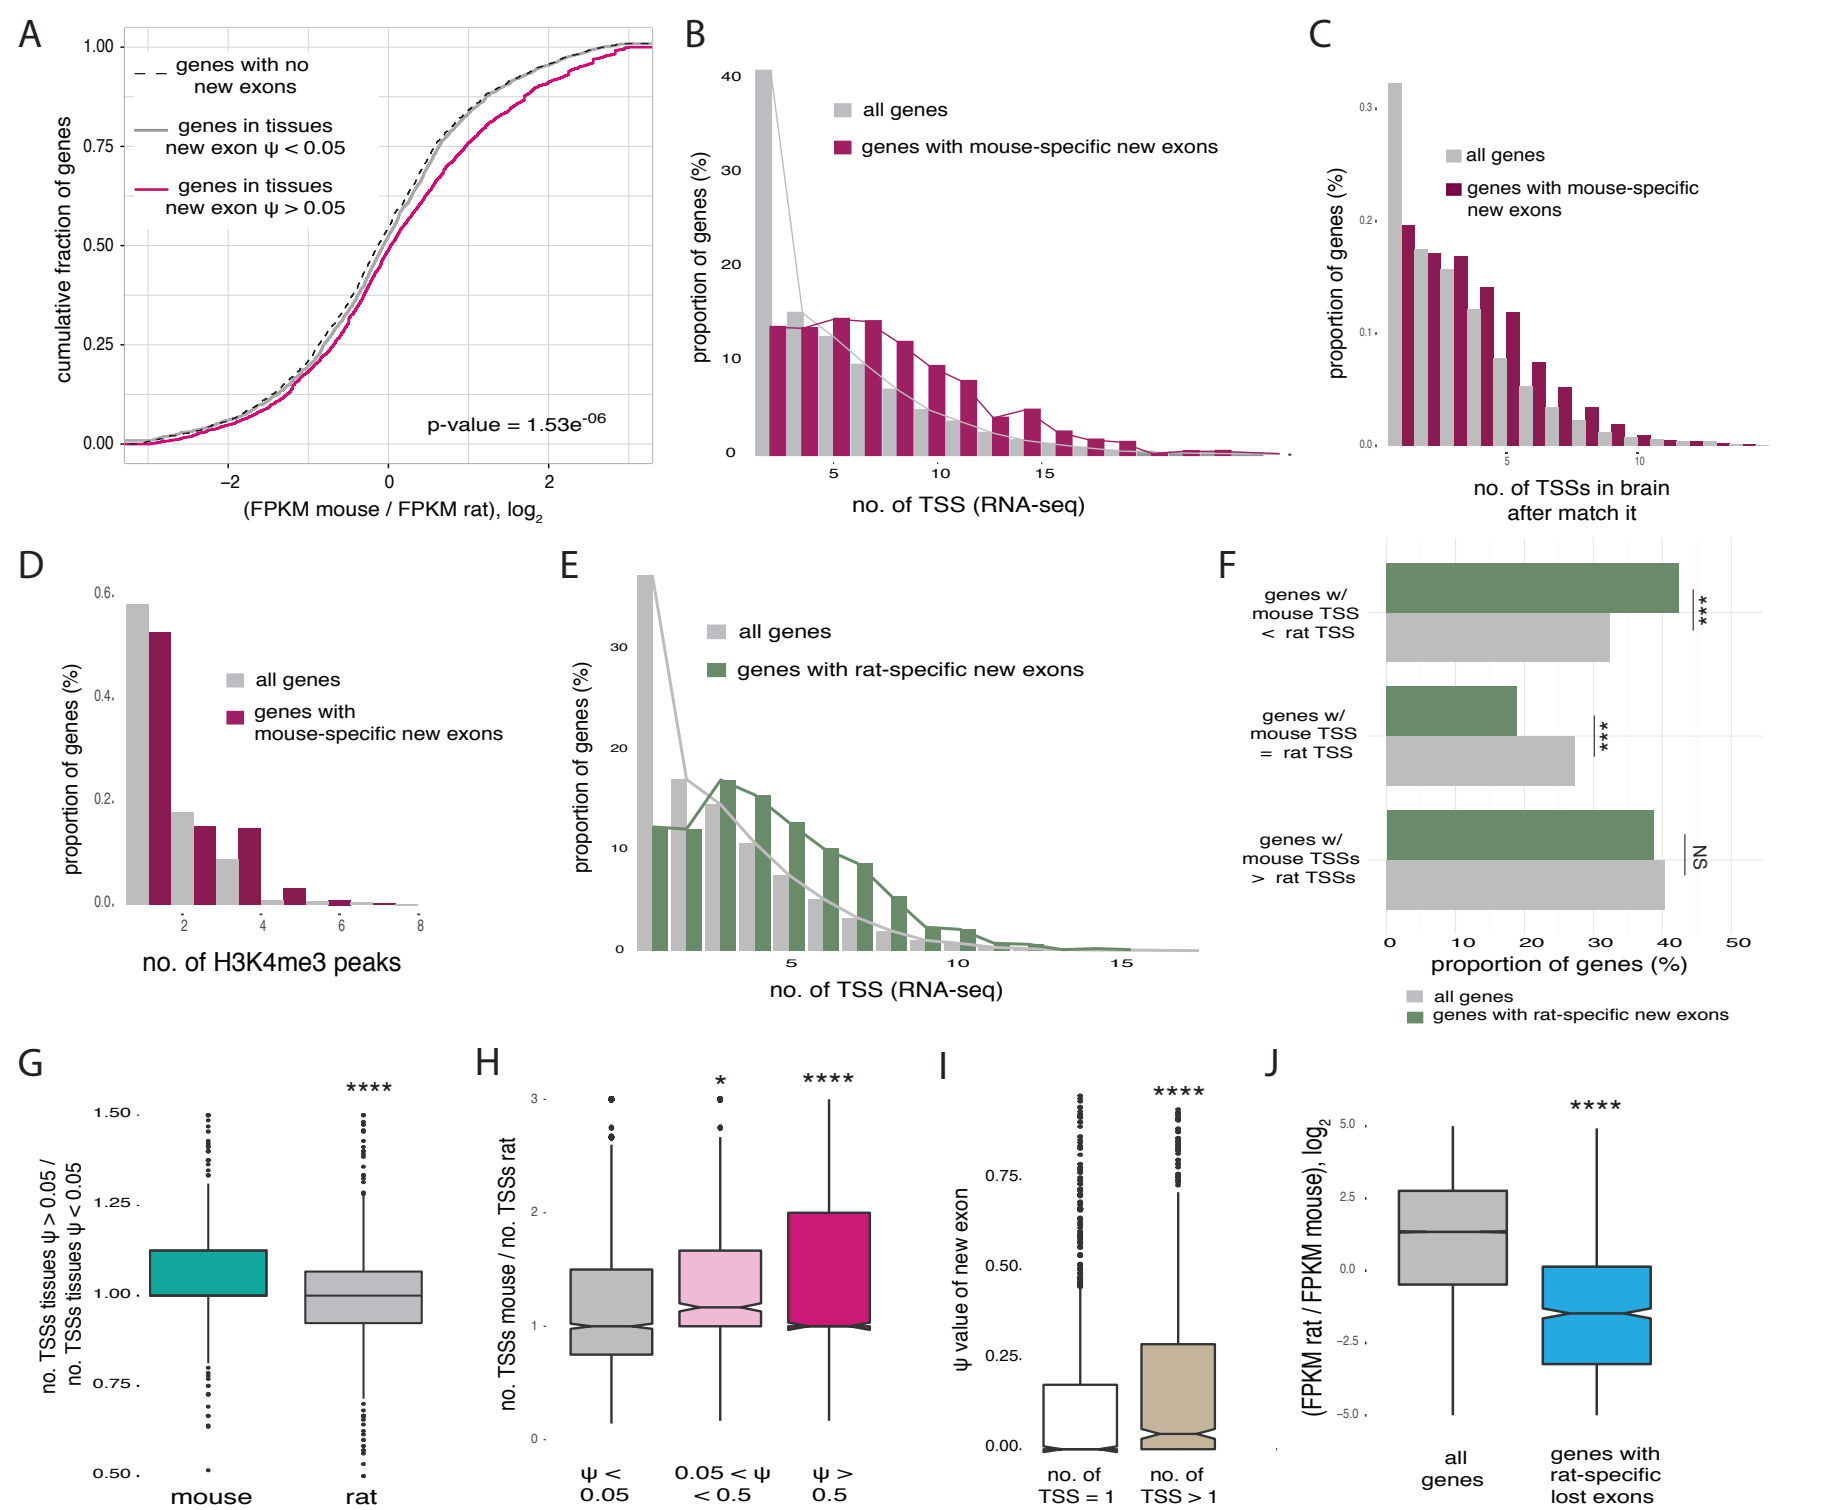 A
1.00
0.75
0.50
0.25
0.00
cumulative fraction of genes
genes with no
new exons
genes in tissues
new exon ψ < 0.05
genes in tissues
new exon ψ > 0.05
p-value = 1.53e-06
−2
0
2
(FPKM mouse / FPKM rat), log2
B
40
30
20
10
0
proportion of genes (%)
all genes
genes with mouse-specific new exons
5
10
15
no. of TSS (RNA-seq)
C
0.3
0.2
0.1
0.0
proportion of genes (%)
all genes
genes with mouse-specific
new exons
5
10
no. of TSSs in brain
after match it
D
0.6
0.4
0.2
0.0
proportion of genes (%)
all genes
genes with
mouse-specific new exons
2
4
6
8
no. of H3K4me3 peaks
E
30
20
10
0
proportion of genes (%)
all genes
genes with rat-specific new exons
5
10
15
no. of TSS (RNA-seq)
F
genes w/
mouse TSS
< rat TSS
***
genes w/
mouse TSS
= rat TSS
***
genes w/
mouse TSSs
> rat TSSs
NS
0
10
20
30
40
50
proportion of genes (%)
all genes
genes with rat-specific new exons
G
1.50
1.25
1.00
0.75
0.50
no. TSSs tissues ψ > 0.05 /
no. TSSs tissues ψ < 0.05
****
mouse
rat
H
3
2
1
0
no. TSSs mouse / no. TSSs rat
*
****
ψ <
0.05
0.05 < ψ
< 0.5
ψ >
0.5
I
0.75
0.50
0.25
0.00
ψ value of new exon
****
no. of
TSS = 1
no. of
TSS > 1
J
5.0
2.5
0.0
−2.5
−5.0
(FPKM rat / FPKM mouse), log2
****
all
genes
genes with
rat-specific
lost exons